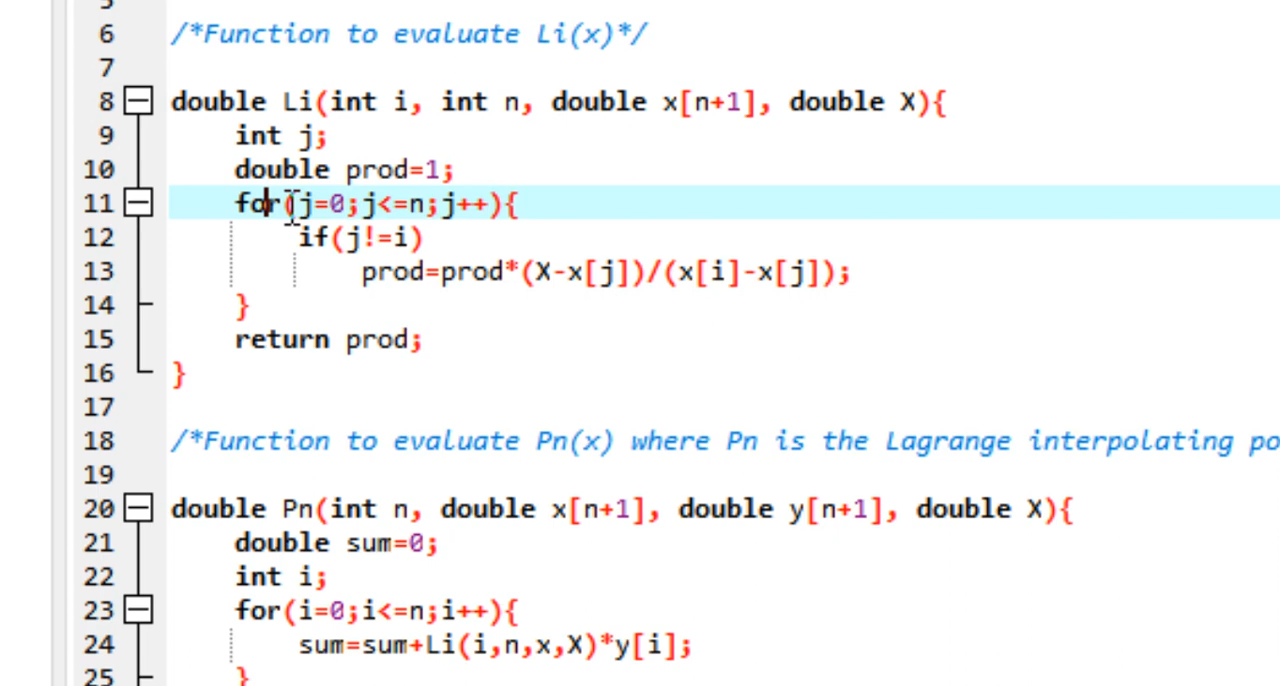 5
6 /*Function to evaluate Li(x)*/
7
8 double Li(int i, int n, double x[n+1], double X){
9 int j;
10 double prod=1;
11 for(j=0;j<=n;j++){
12 if(j!=i)
13 prod=prod*(X-x[j])/(x[i]-x[j]);
14 }
15 return prod;
16 }
17
18 /*Function to evaluate Pn(x) where Pn is the Lagrange interpolating po
19
20 double Pn(int n, double x[n+1], double y[n+1], double X){
21 double sum=0;
22 int i;
23 for(i=0;i<=n;i++){
24 sum=sum+Li(i,n,x,X)*y[i];
25 }